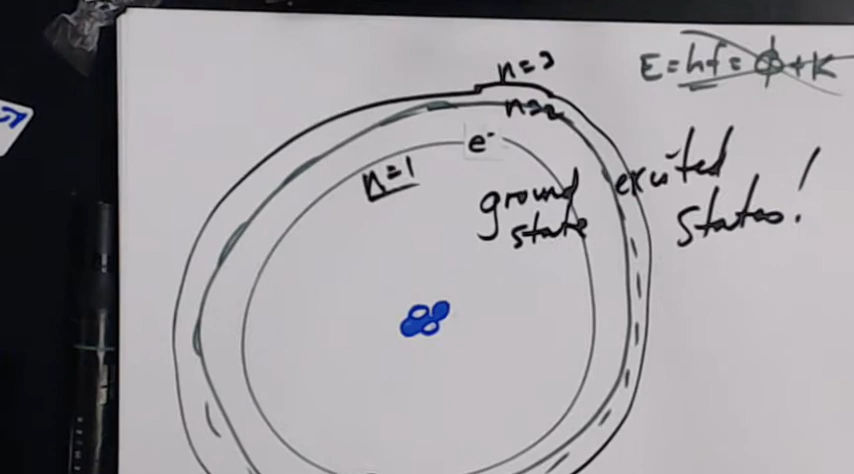 n=3
E=hf=ϕ+K
n=2
e-
n=1
ground
state
excited
states!